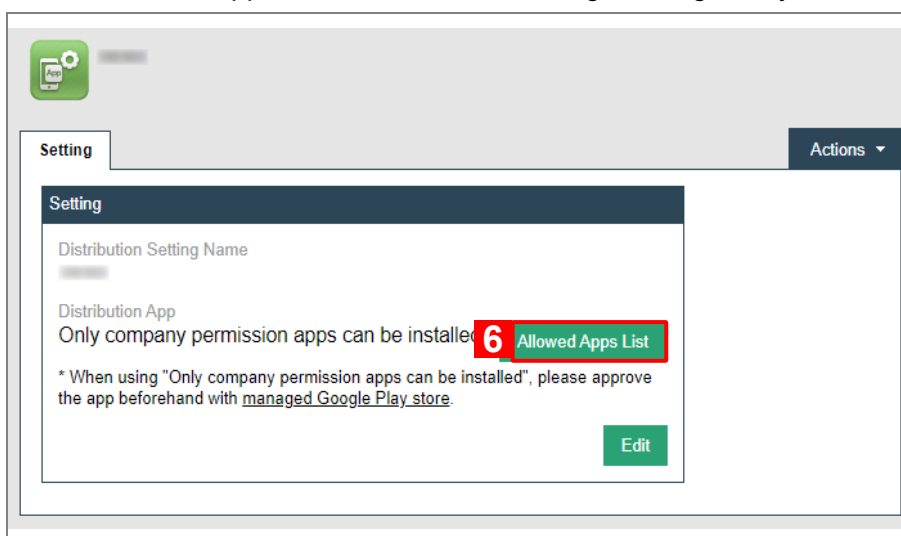 App
Setting
Actions
Setting
Distribution Setting Name
Distribution App
Only company permission apps can be installed
6
Allowed Apps List
* When using "Only company permission apps can be installed", please approve
the app beforehand with managed Google Play store.
Edit